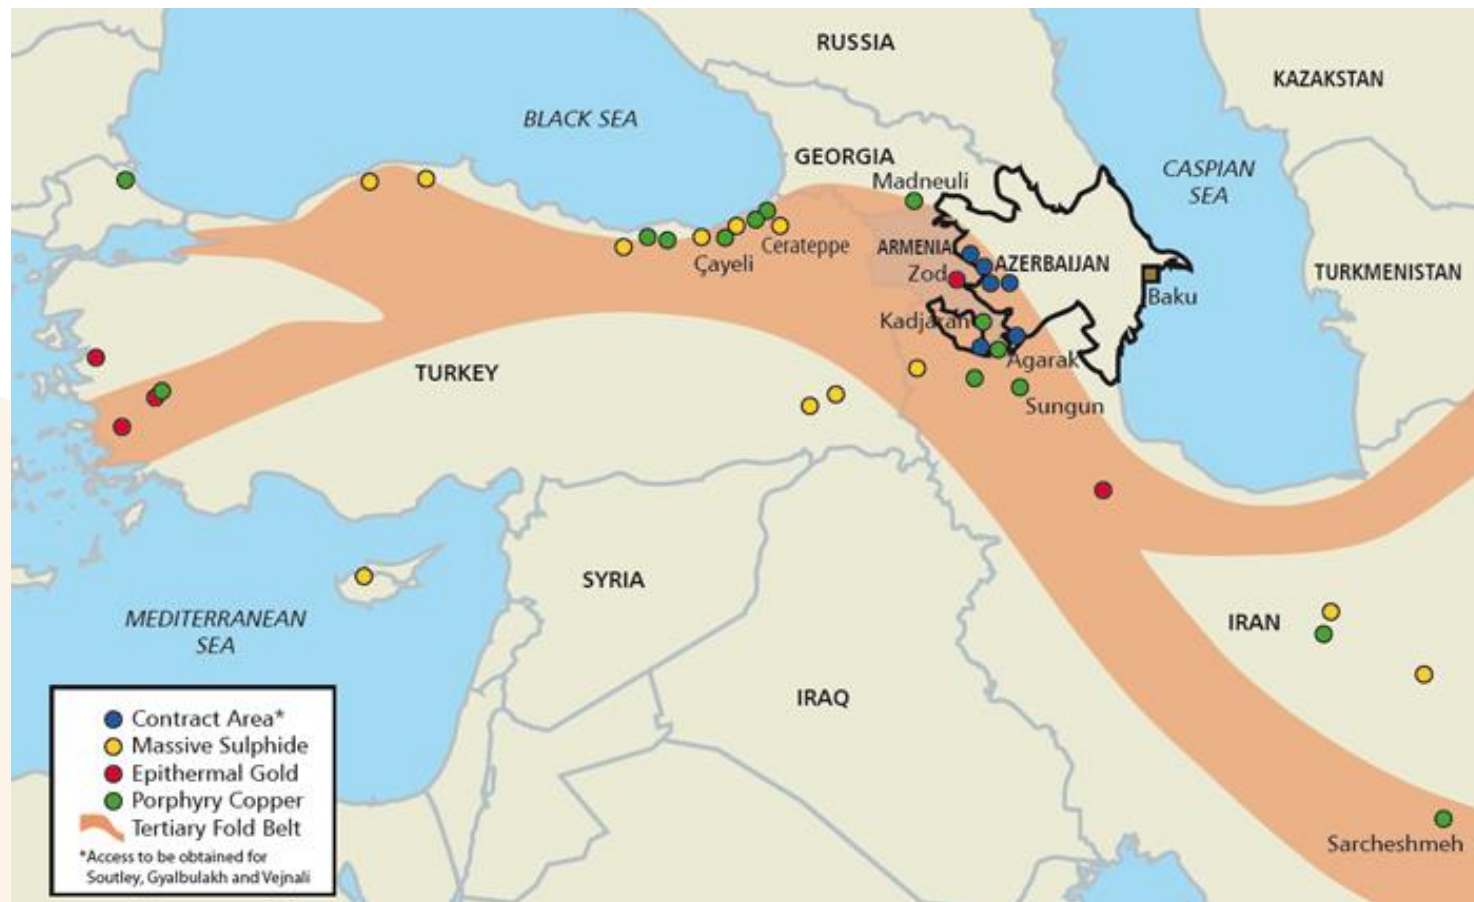 RUSSIA
KAZAKSTAN
BLACK SEA
GEORGIA
CASPIAN
SEA
Madneuli
ARMENIA
Cerateppe
Çayeli
AZERBAIJAN
Zod
TURKMENISTAN
Baku
Kadjaran
Agarak
TURKEY
Sungun
SYRIA
MEDITERRANEAN
SEA
IRAN
IRAQ
Sarcheshmeh
Contract Area*
Massive Sulphide
Epithermal Gold
Porphyry Copper
Tertiary Fold Belt
*Access to be obtained for
Soutley, Gyalbulakh and Vejnali